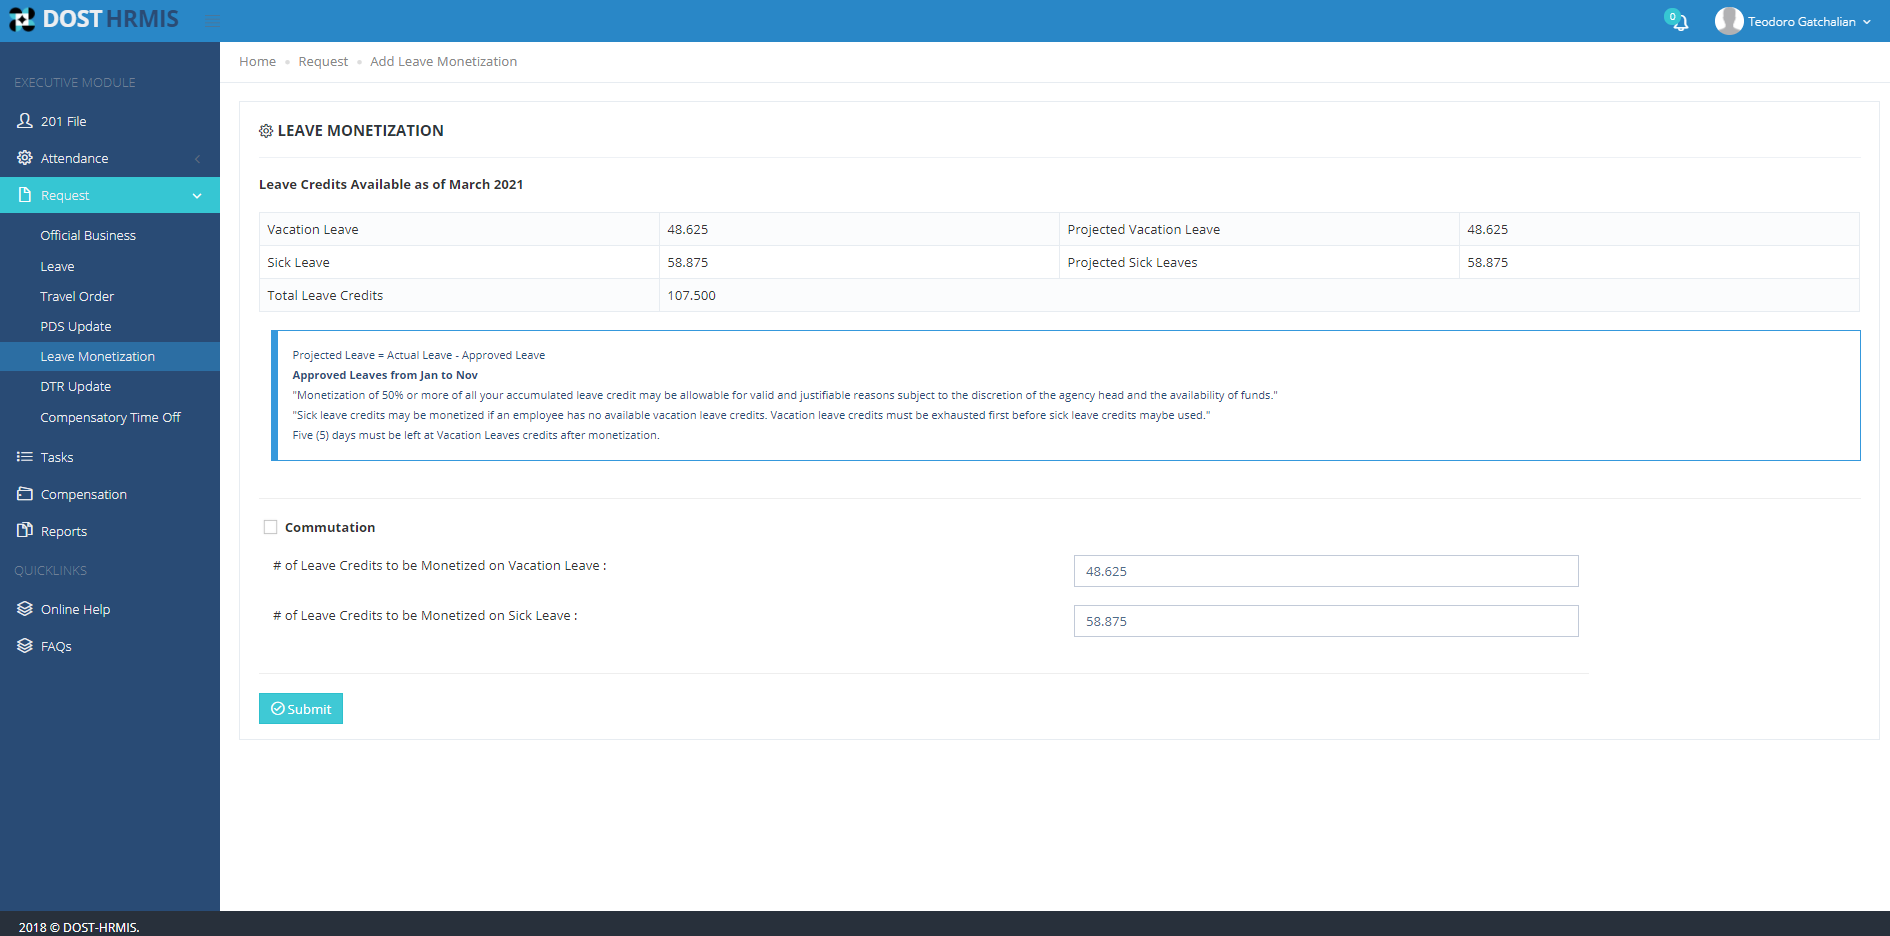 DOST HRMIS
0
Teodoro Gatchalian
EXECUTIVE MODULE
201 File
Attendance
Request
Official Business
Leave
Travel Order
PDS Update
Leave Monetization
DTR Update
Compensatory Time Off
Tasks
Compensation
Reports
QUICKLINKS
Online Help
FAQs
Home Request Add Leave Monetization
LEAVE MONETIZATION
Leave Credits Available as of March 2021
Vacation Leave 48.625 Projected Vacation Leave 48.625
Sick Leave 58.875 Projected Sick Leaves 58.875
Total Leave Credits 107.500
Projected Leave = Actual Leave - Approved Leave
Approved Leaves from Jan to Nov
"Monetization of 50% or more of all your accumulated leave credit may be allowable for valid and justifiable reasons subject to the discretion of the agency head and the availability of funds."
"Sick leave credits may be monetized if an employee has no available vacation leave credits. Vacation leave credits must be exhausted first before sick leave credits maybe used."
Five (5) days must be left at Vacation Leaves credits after monetization.
Commutation
# of Leave Credits to be Monetized on Vacation Leave : 48.625
# of Leave Credits to be Monetized on Sick Leave : 58.875
Submit
2018 © DOST-HRMIS.